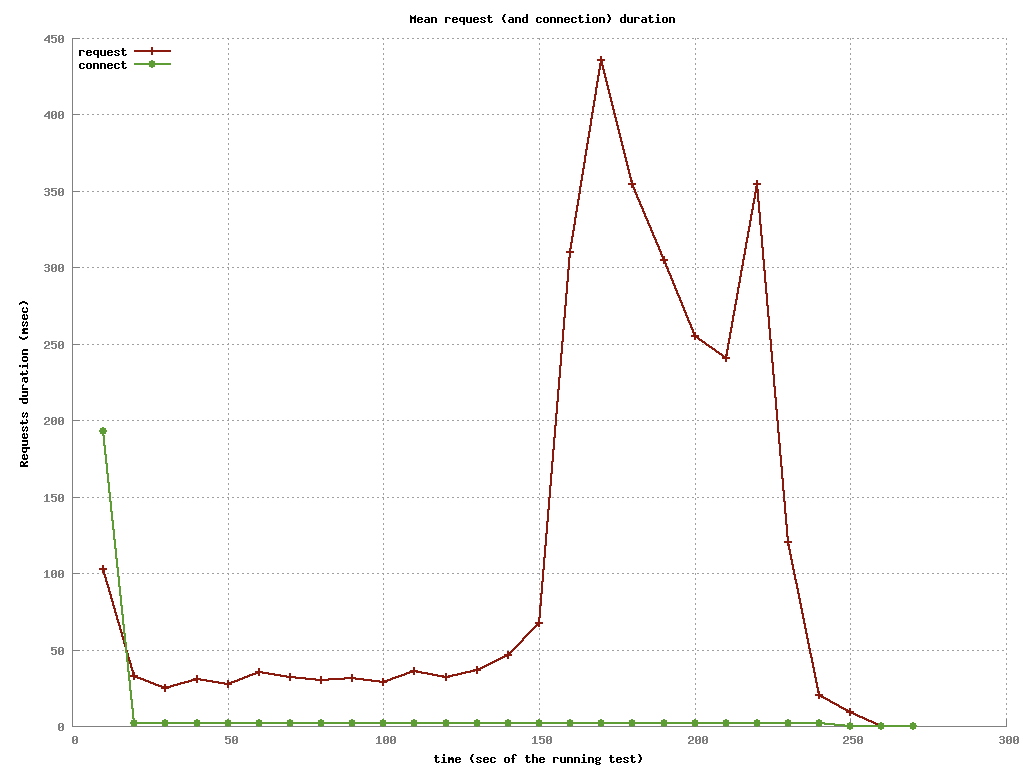 Mean request (and connection) duration
450
request
connect
400
350
300
250
200
150
100
50
0
Requests duration (msec)
0 50 100 150 200 250 300
time (sec of the running test)